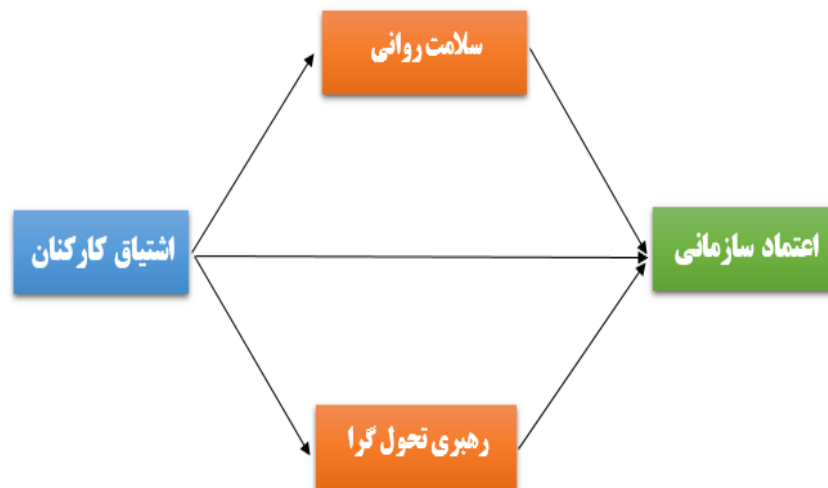 سلامت روانی
اشتیاق کارکنان
اعتماد سازمانی
رهبری تحول گرا